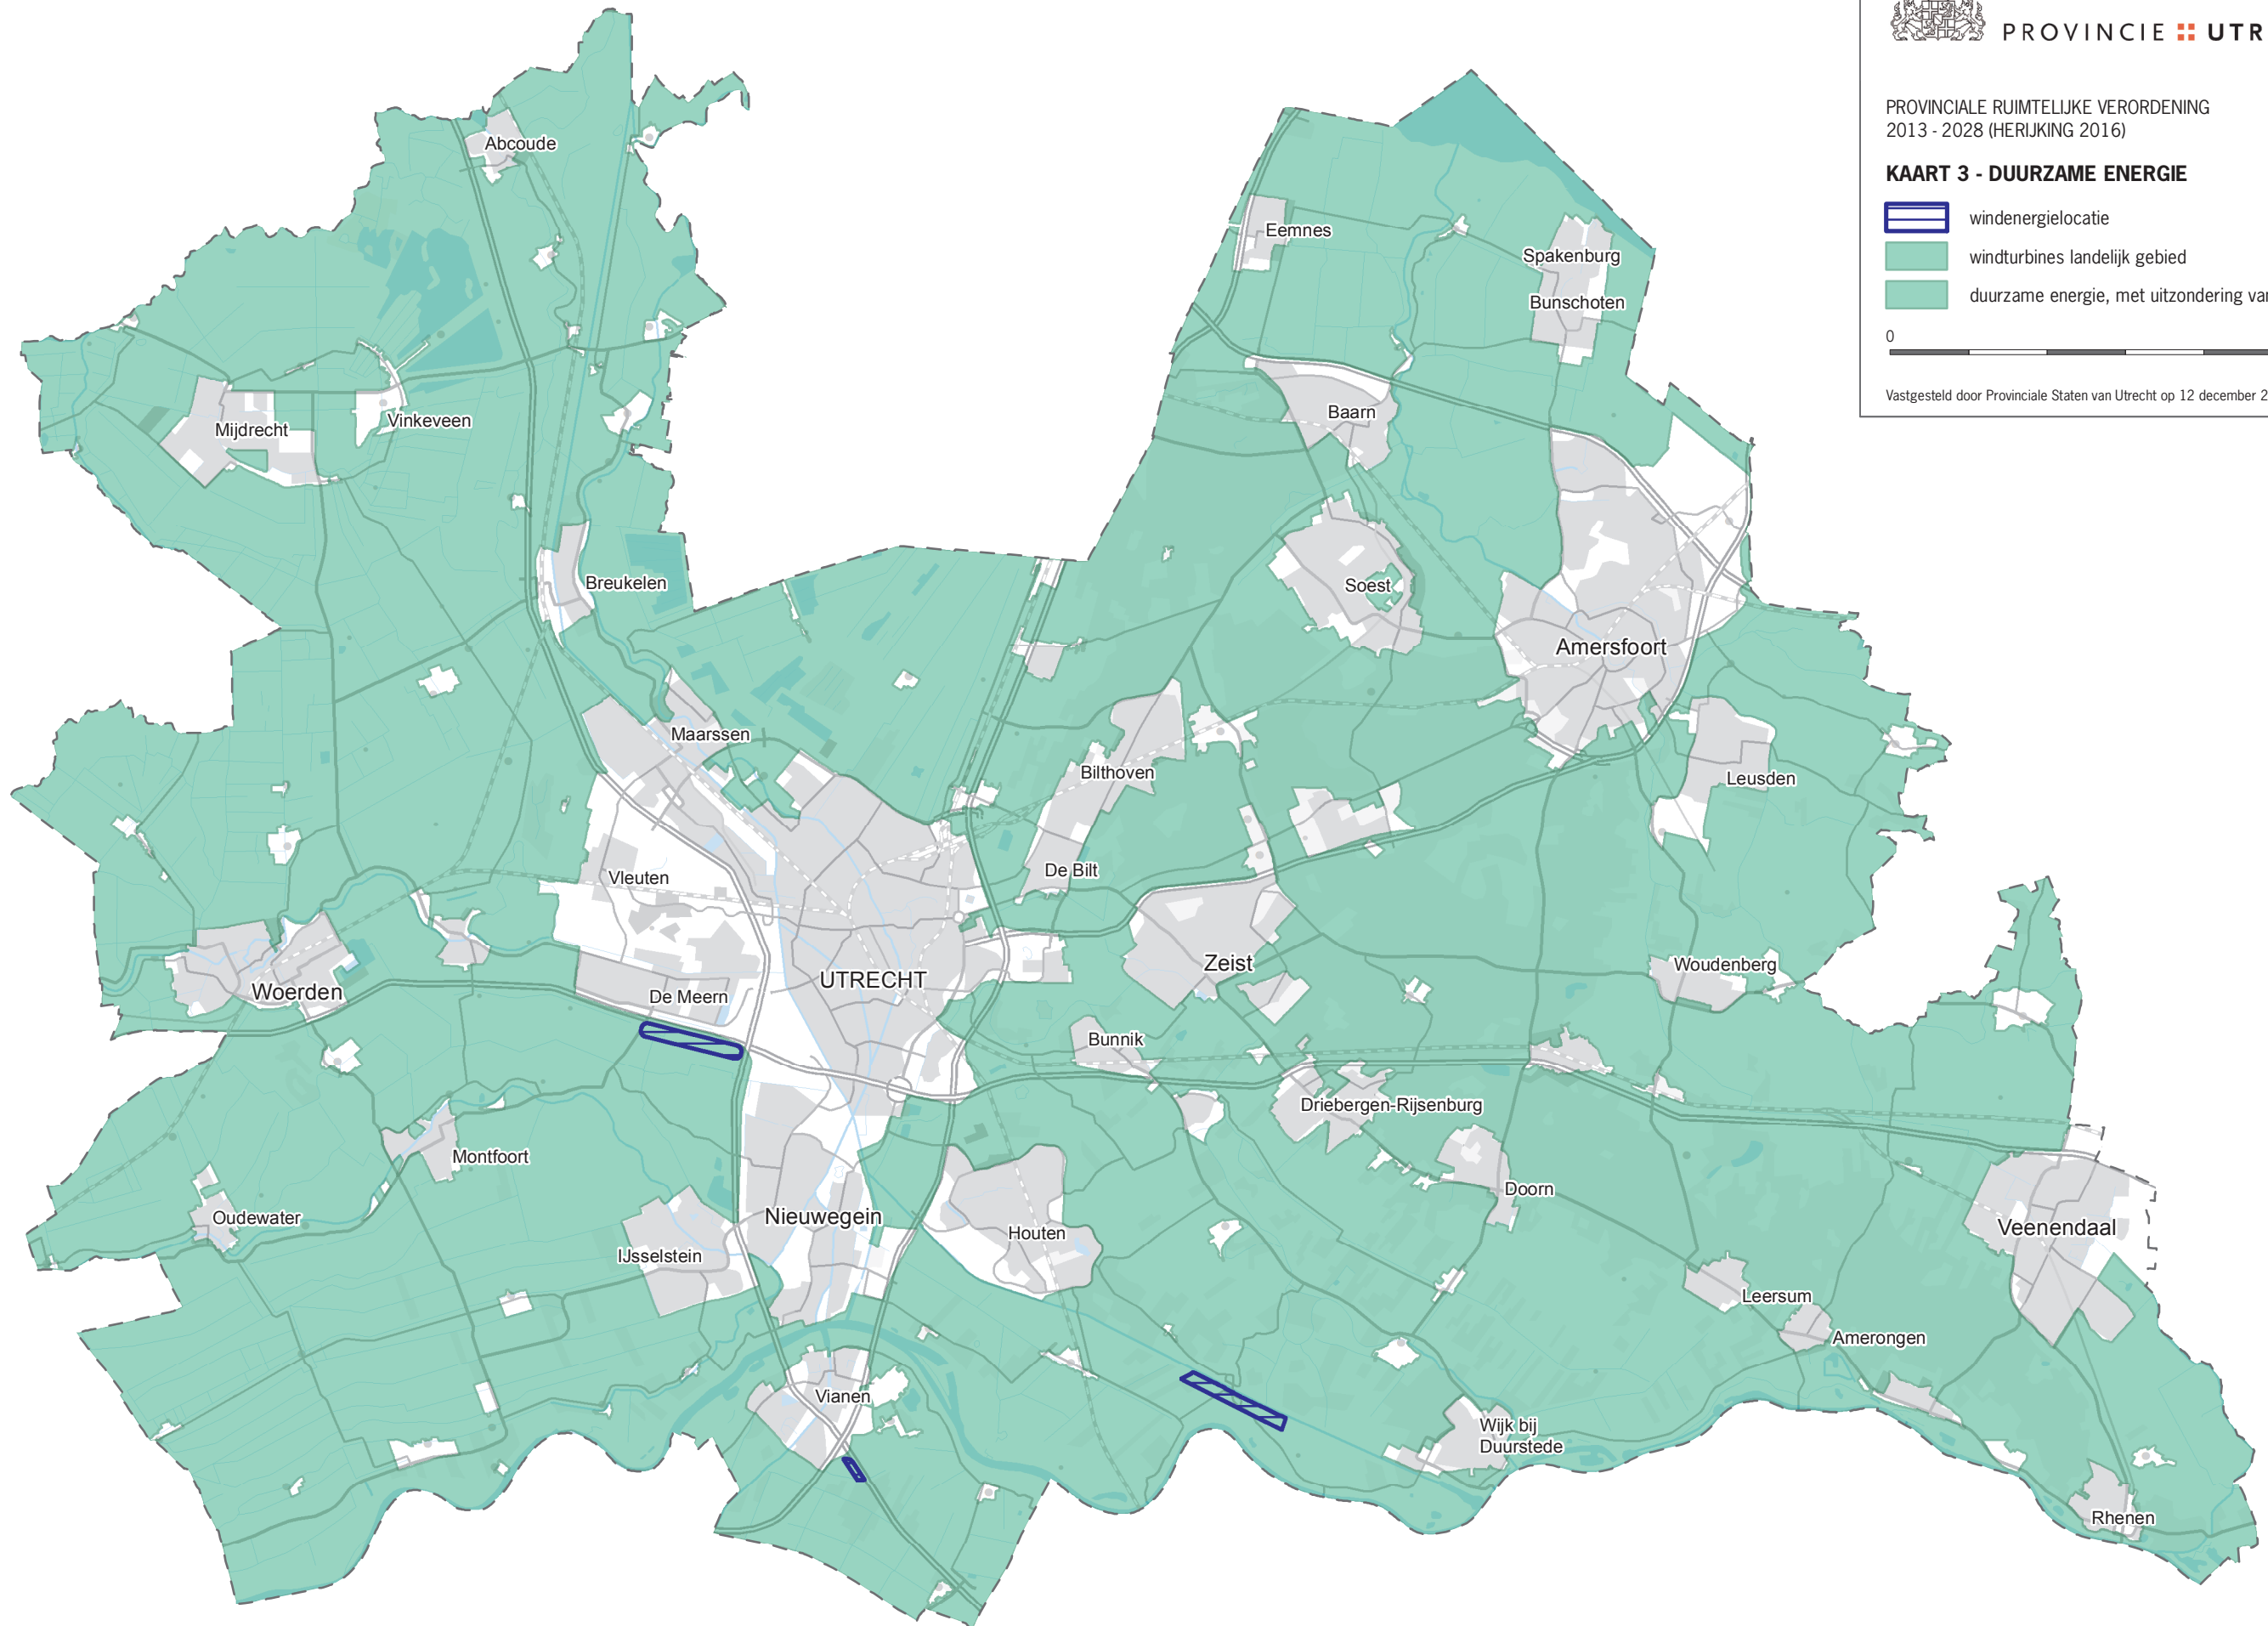 PROVINCIE UTR
PROVINCIALE RUIMTELIJKE VERORDENING
2013 - 2028 (HERIJKING 2016)
KAART 3 - DUURZAME ENERGIE
windenergielocatie
windturbines landelijk gebied
duurzame energie, met uitzondering van
0
Vastgesteld door Provinciale Staten van Utrecht op 12 december 2
Abcoude
Eemnes
Spakenburg
Bunschoten
Baarn
Vinkeveen
Mijdrecht
Breukelen
Soest
Amersfoort
Maarssen
Bilthoven
Leusden
De Bilt
Vleuten
Zeist
Woudenberg
UTRECHT
Woerden
De Meern
Bunnik
Driebergen-Rijsenburg
Montfoort
Doorn
Oudewater
Nieuwegein
Veenendaal
Houten
IJsselstein
Leersum
Amerongen
Vianen
Wijk bij
Duurstede
Rhenen